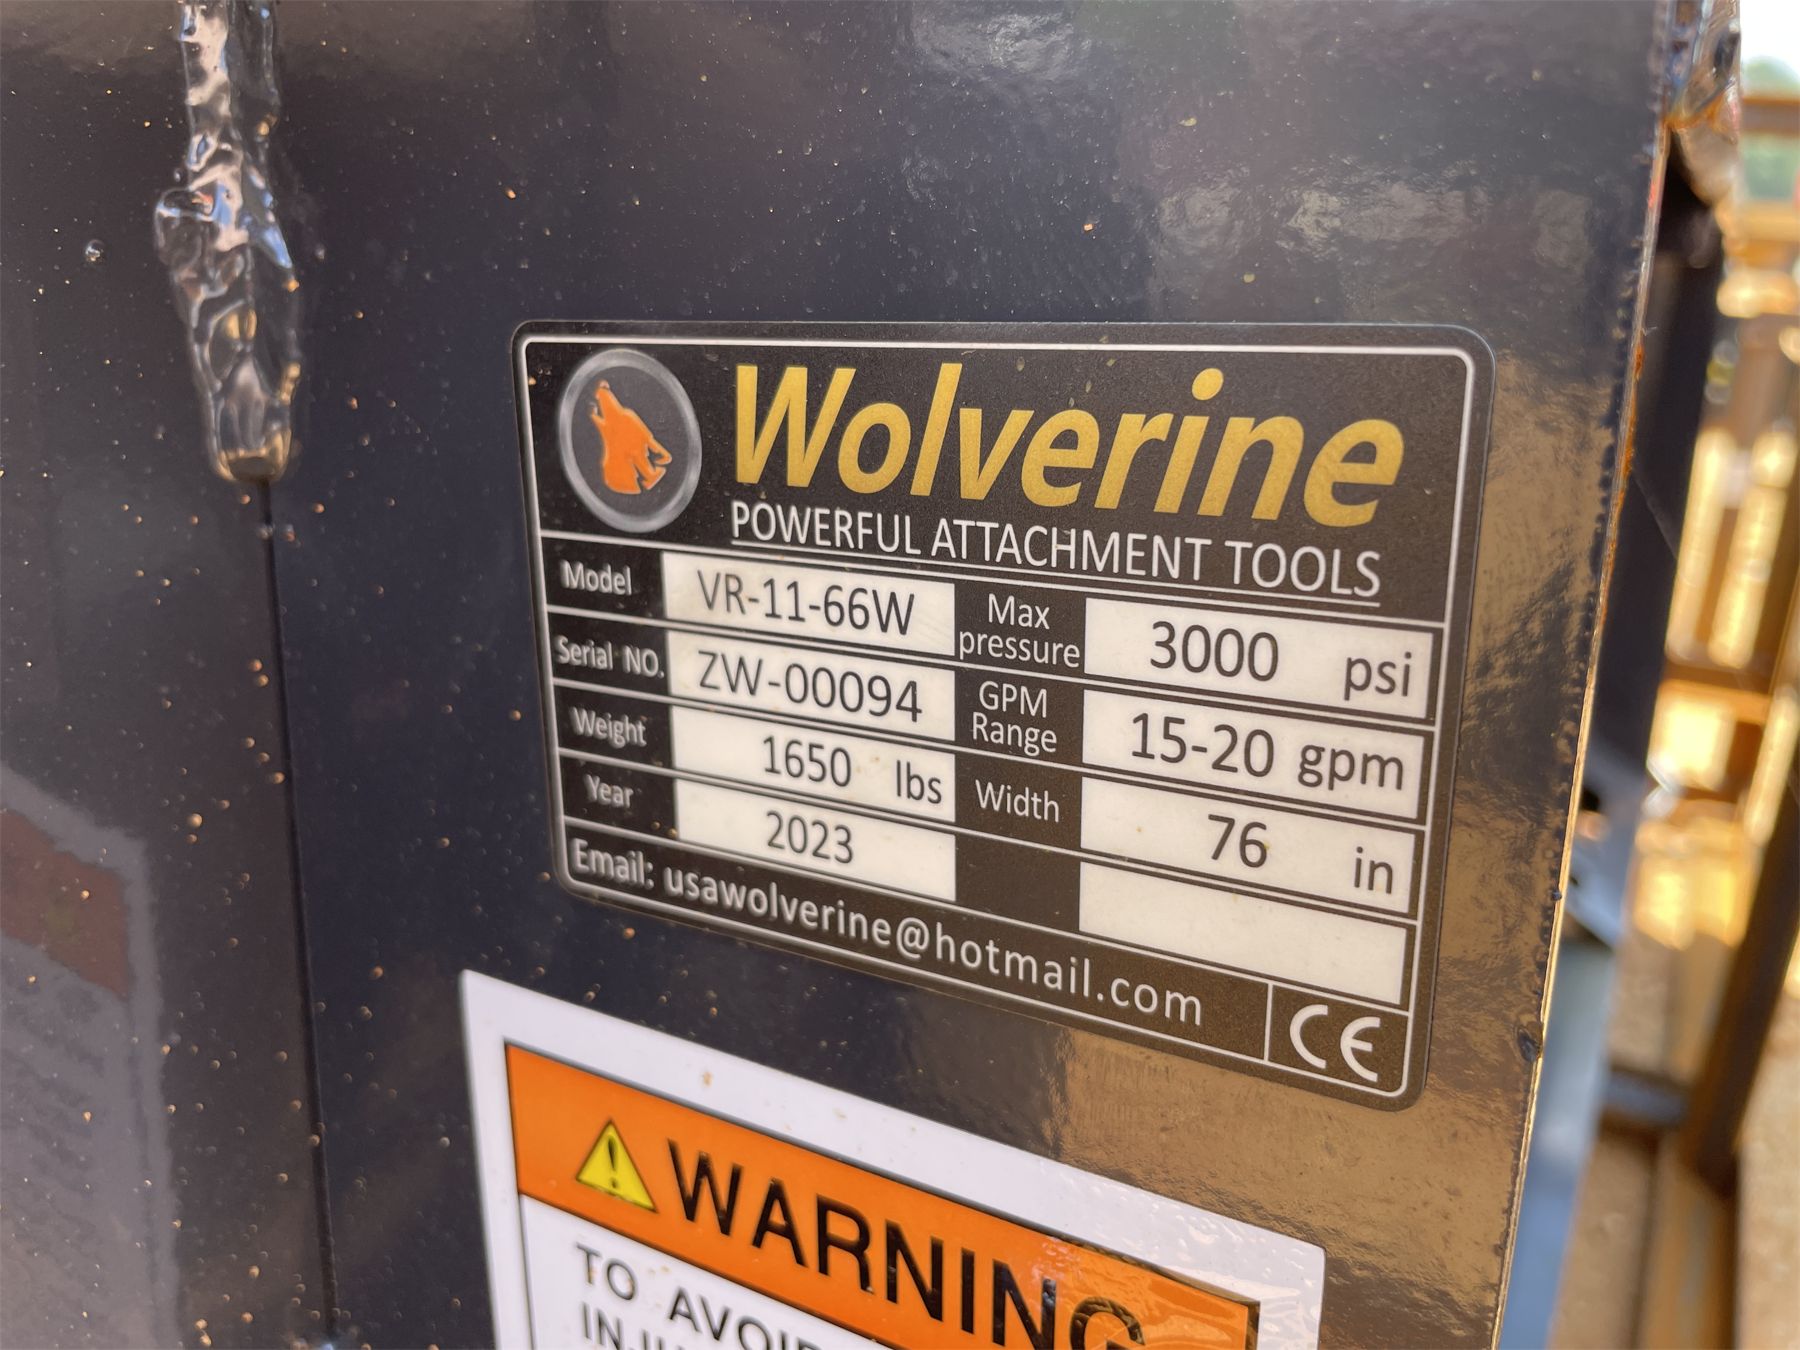 Wolverine
POWERFUL ATTACHMENT TOOLS
Model VR-11-66W Max pressure 3000 psi
Serial NO. ZW-00094 GPM Range 15-20 gpm
Weight 1650 lbs Width 76 in
Year 2023
Email: usawolverine@hotmail.com CE
WARNING
TO AVOID